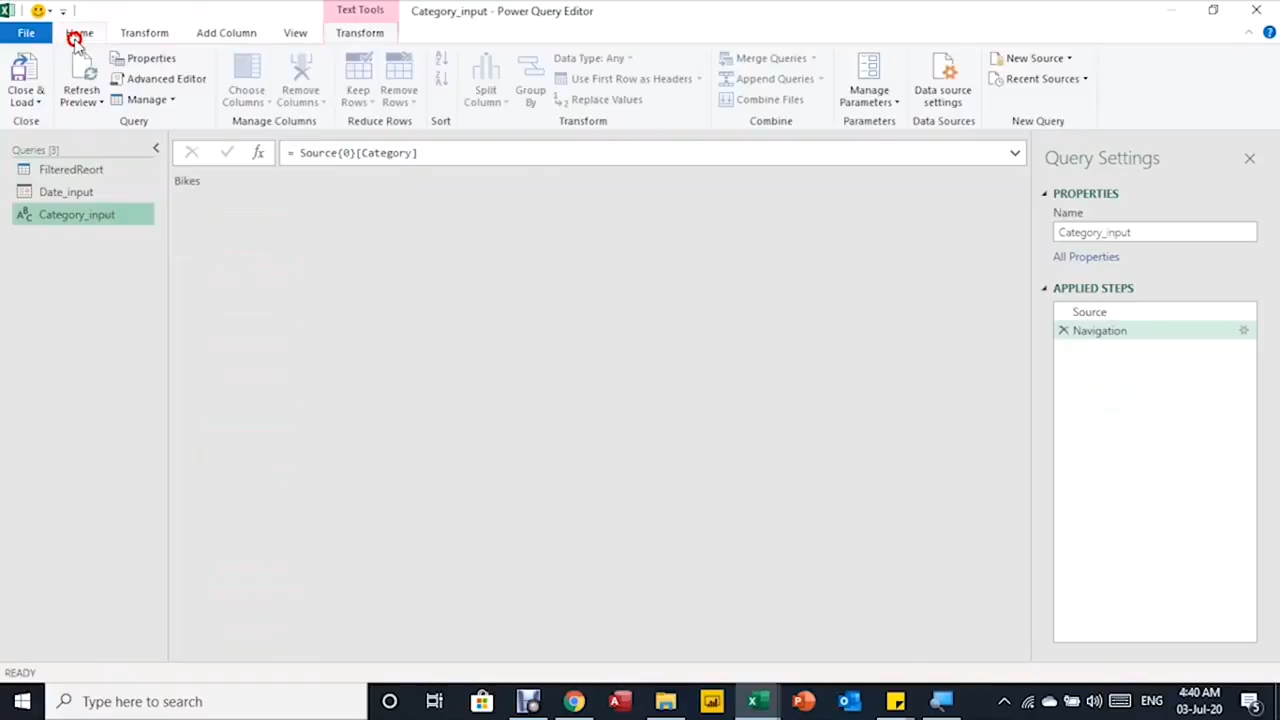 Text Tools
Category_input - Power Query Editor
File
Home
Transform
Add Column
View
Transform
Close &
Load
Refresh
Preview
Properties
Advanced Editor
Manage
Choose
Columns
Remove
Columns
Keep
Rows
Remove
Rows
Split
Column
Group
By
Data Type: Any
Use First Row as Headers
Replace Values
Merge Queries
Append Queries
Combine Files
Manage
Parameters
Data source
settings
New Source
Recent Sources
Close
Query
Manage Columns
Reduce Rows
Sort
Transform
Combine
Parameters
Data Sources
New Query
Queries [3]
FilteredReort
Date_input
Category_input
fx
= Source{0}[Category]
Bikes
Query Settings
PROPERTIES
Name
Category_input
All Properties
APPLIED STEPS
Source
Navigation
READY
Type here to search
ENG
4:40 AM
03-Jul-20
5